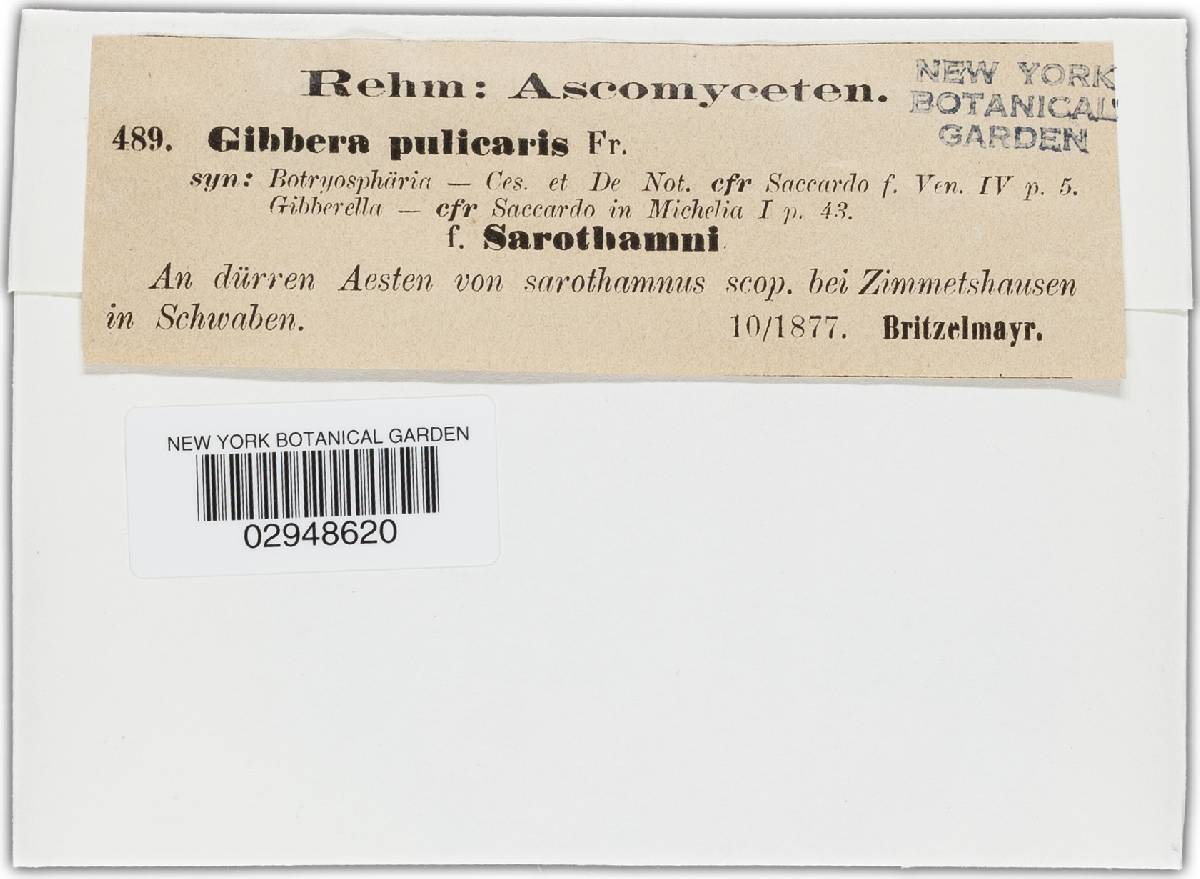 Rehm: Ascomyceten.
NEW YORK
BOTANICAL
GARDEN
489. Gibbera pulicaris Fr.
syn: Botryosphäria — Ces. et De Not. cfr Saccardo f. Ven. IV p. 5.
Gibberella — cfr Saccardo in Michelia I p. 43.
f. Sarothamni
An dürren Aesten von sarothamnus scop. bei Zimmetshausen
in Schwaben. 10/1877. Britzelmayr.
NEW YORK BOTANICAL GARDEN
02948620